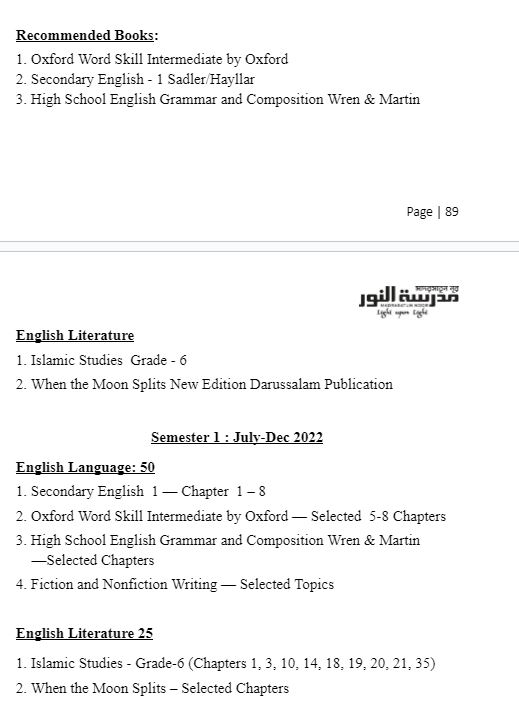 Recommended Books:
1. Oxford Word Skill Intermediate by Oxford
2. Secondary English - 1 Sadler/Hayllar
3. High School English Grammar and Composition Wren & Martin
Page | 89
মাদরাসাতুন নূর
مدرسة النور
MADRASATUN NOOR
Light upon Light
English Literature
1. Islamic Studies Grade - 6
2. When the Moon Splits New Edition Darussalam Publication
Semester 1 : July-Dec 2022
English Language: 50
1. Secondary English 1 — Chapter 1 – 8
2. Oxford Word Skill Intermediate by Oxford — Selected 5-8 Chapters
3. High School English Grammar and Composition Wren & Martin
—Selected Chapters
4. Fiction and Nonfiction Writing — Selected Topics
English Literature 25
1. Islamic Studies - Grade-6 (Chapters 1, 3, 10, 14, 18, 19, 20, 21, 35)
2. When the Moon Splits – Selected Chapters